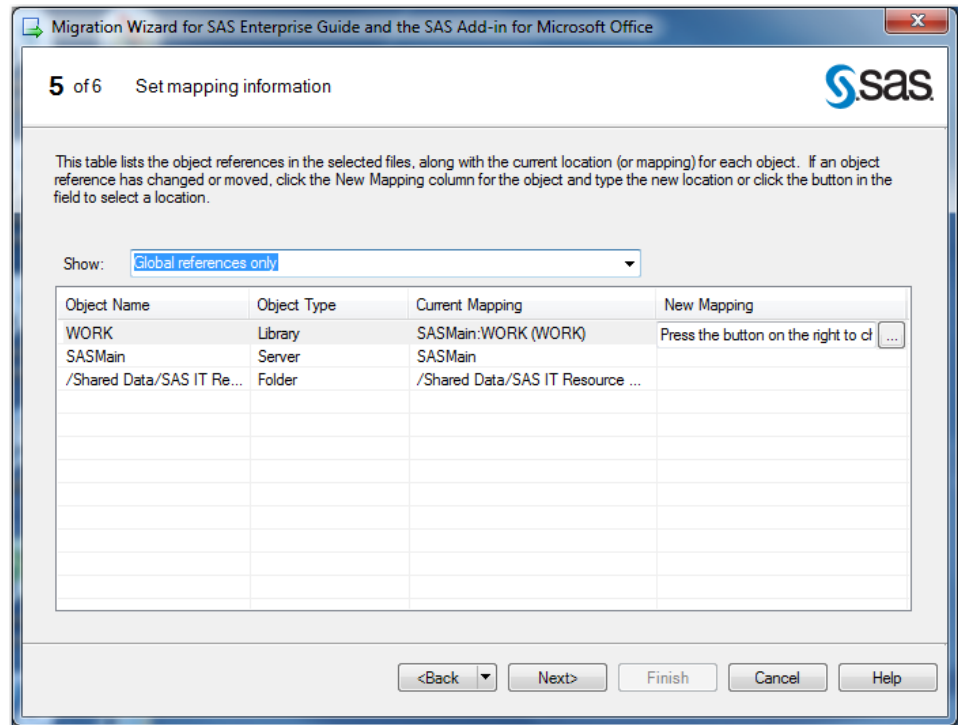 Migration Wizard for SAS Enterprise Guide and the SAS Add-in for Microsoft Office
5 of 6 Set mapping information
sas
This table lists the object references in the selected files, along with the current location (or mapping) for each object. If an object
reference has changed or moved, click the New Mapping column for the object and type the new location or click the button in the
field to select a location.
Show: Global references only
Object Name Object Type Current Mapping New Mapping
WORK Library SASMain:WORK (WORK) Press the button on the right to cl ...
SASMain Server SASMain
/Shared Data/SAS IT Re... Folder /Shared Data/SAS IT Resource ...
<Back Next> Finish Cancel Help